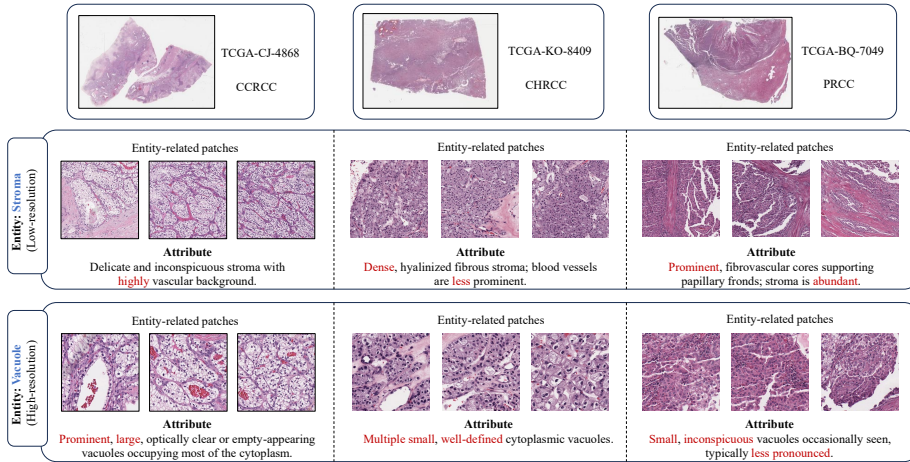 TCGA-CJ-4868
CCRCC
TCGA-KO-8409
CHRCC
TCGA-BQ-7049
PRCC
Entity: Stroma
(Low-resolution)
Entity-related patches
Attribute
Delicate and inconspicuous stroma with
highly vascular background.
Entity-related patches
Attribute
Dense, hyalinized fibrous stroma; blood vessels
are less prominent.
Entity-related patches
Attribute
Prominent, fibrovascular cores supporting
papillary fronds; stroma is abundant.
Entity: Vacuole
(High-resolution)
Entity-related patches
Attribute
Prominent, large, optically clear or empty-appearing
vacuoles occupying most of the cytoplasm.
Entity-related patches
Attribute
Multiple small, well-defined cytoplasmic vacuoles.
Entity-related patches
Attribute
Small, inconspicuous vacuoles occasionally seen,
typically less pronounced.